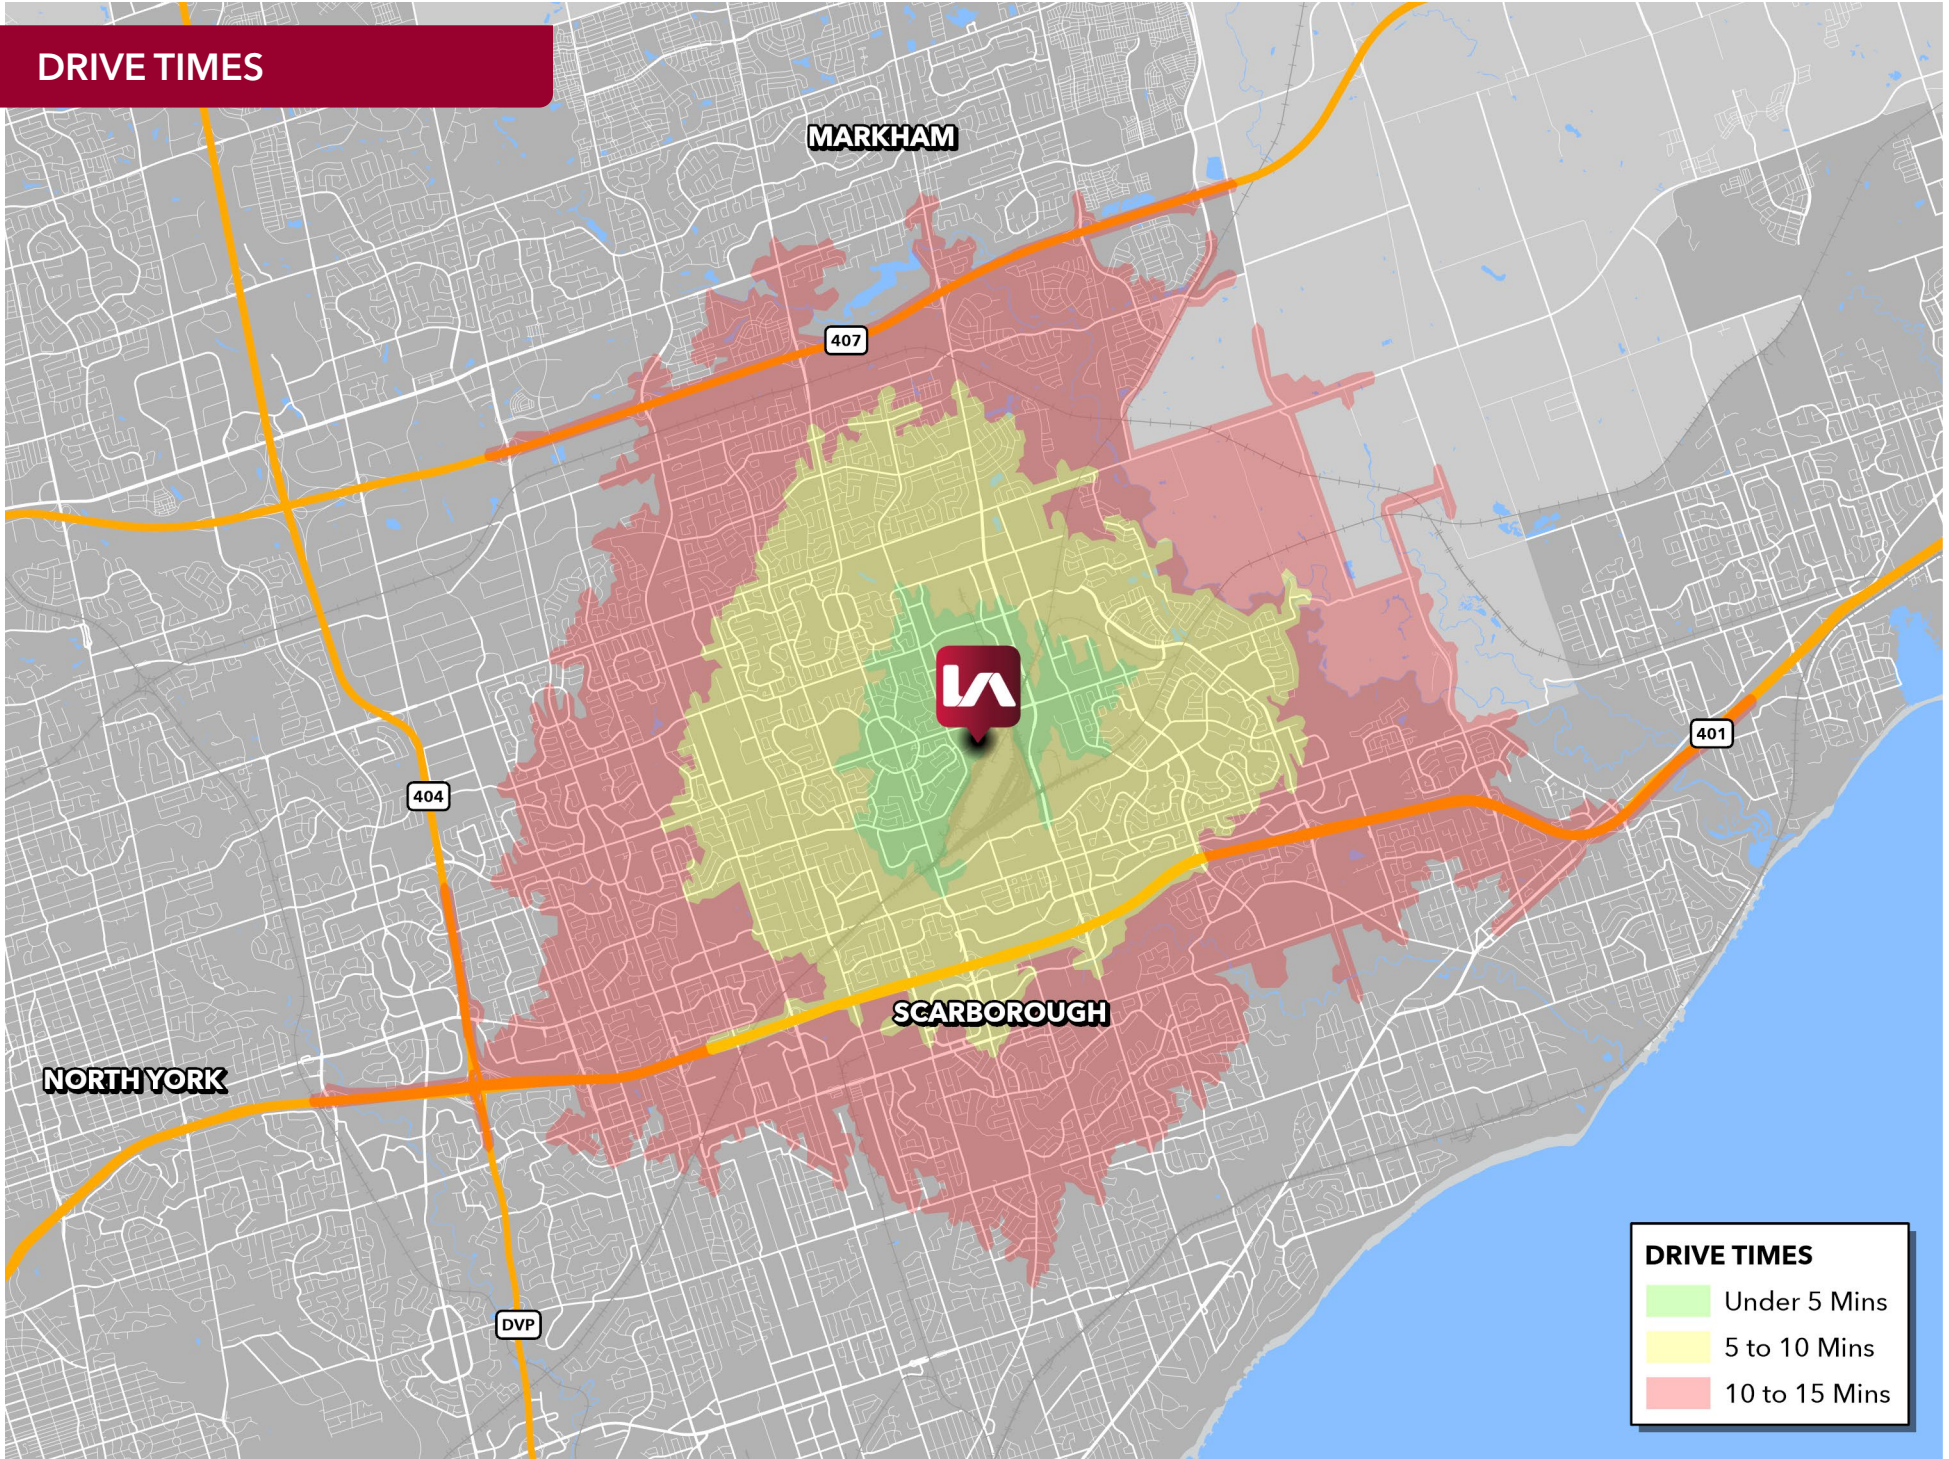 DRIVE TIMES
MARKHAM
407
401
404
SCARBOROUGH
NORTH YORK
DVP
DRIVE TIMES
Under 5 Mins
5 to 10 Mins
10 to 15 Mins